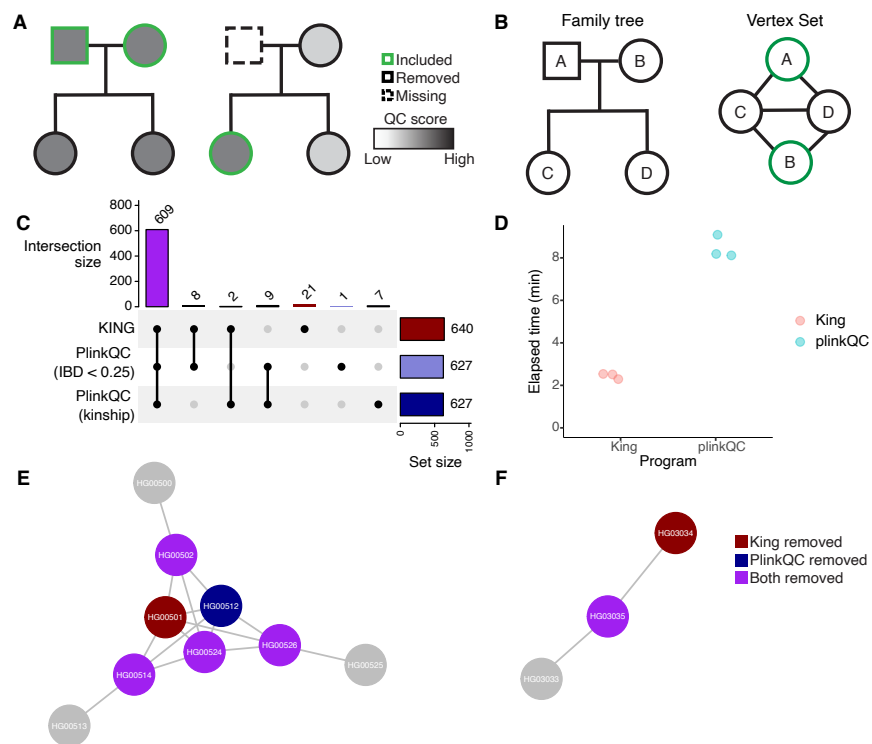 A
Included
Removed
Missing
QC score
Low
High
B
Family tree
Vertex Set
A
B
C
D
A
C
D
B
C
Intersection
size
800
600
400
200
0
609
8
2
9
21
1
7
KING
PlinkQC
(IBD < 0.25)
PlinkQC
(kinship)
640
627
627
0
500
1000
Set size
D
Elapsed time (min)
8
6
4
2
0
King
plinkQC
Program
King
plinkQC
E
HG00500
HG00502
HG00512
HG00501
HG00524
HG00526
HG00514
HG00525
HG00513
F
HG03034
HG03035
HG03033
King removed
PlinkQC removed
Both removed